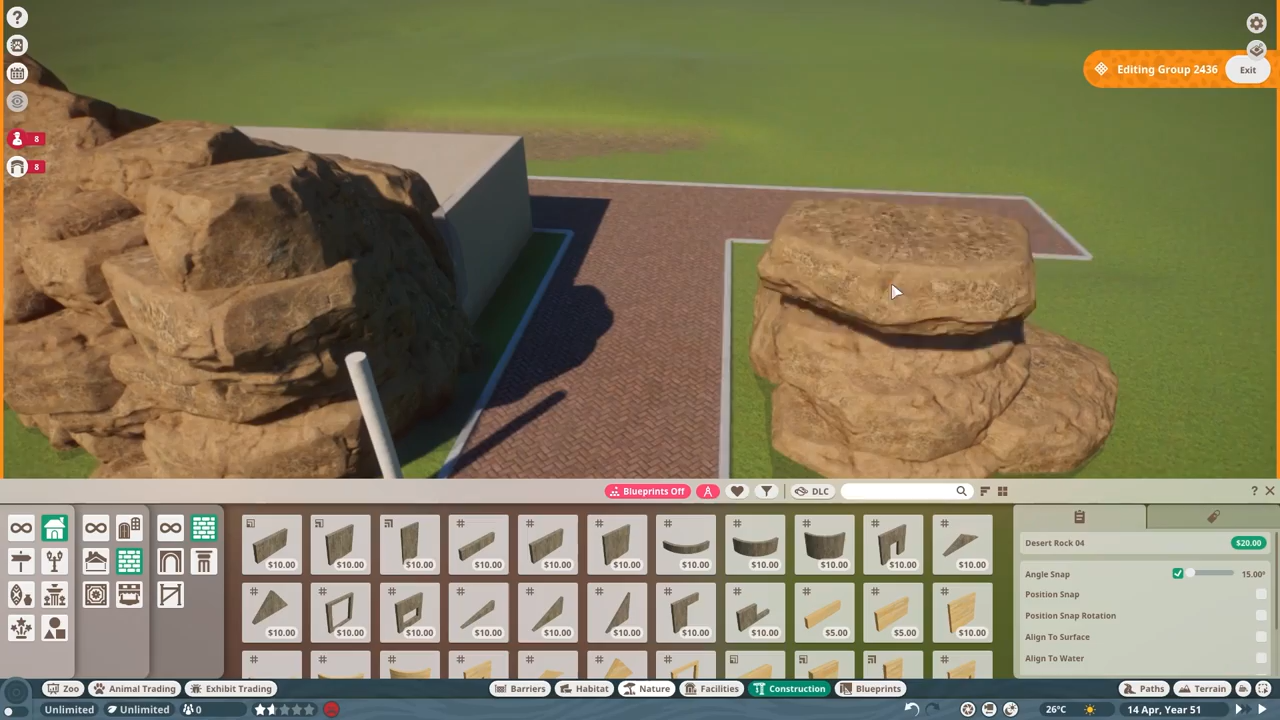 ?
Editing Group 2436
Exit
8
8
Blueprints Off
DLC
?
$10.00 $10.00 $10.00 $10.00 $10.00 $10.00 $10.00 $10.00 $10.00 $10.00 $10.00
$10.00 $10.00 $10.00 $10.00 $10.00 $10.00 $10.00 $10.00 $5.00 $5.00 $10.00
Desert Rock 04
$20.00
Angle Snap
15.00°
Position Snap
Position Snap Rotation
Align To Surface
Align To Water
Zoo
Animal Trading
Exhibit Trading
Barriers
Habitat
Nature
Facilities
Construction
Blueprints
Paths
Terrain
Unlimited
Unlimited
0
26°C
14 Apr, Year 51